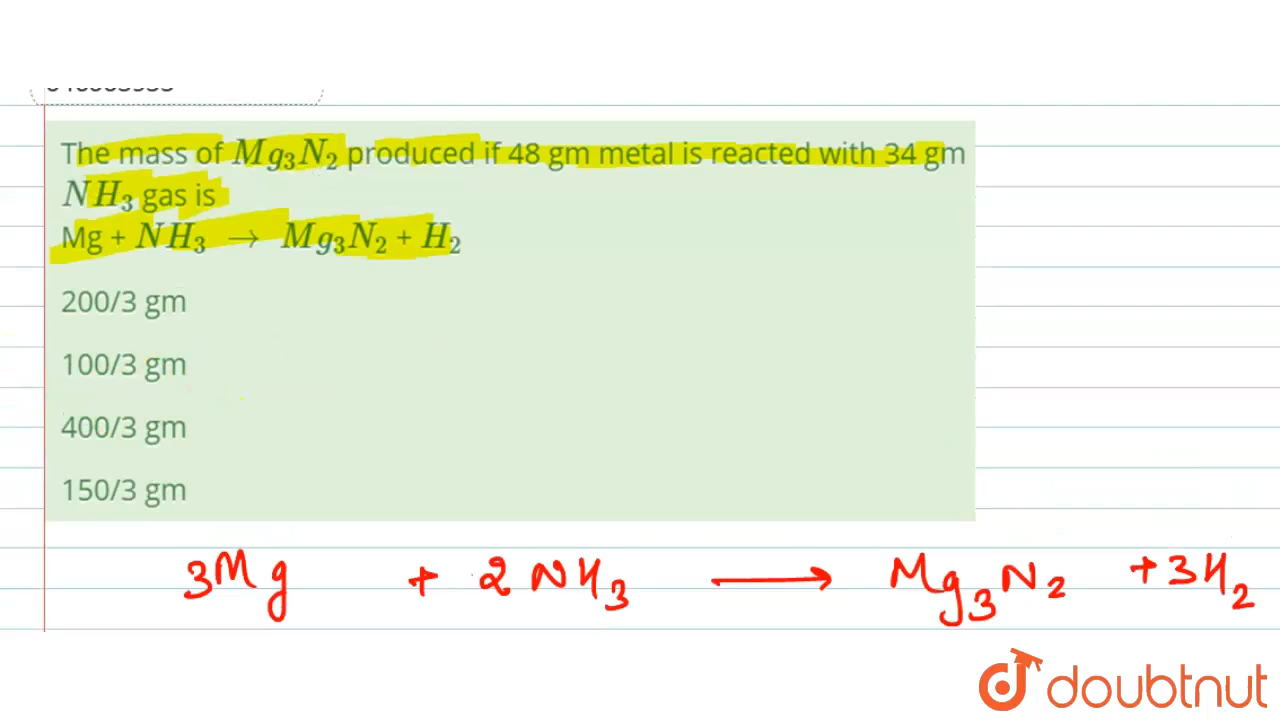 The mass of Mg₃N₂ produced if 48 gm metal is reacted with 34 gm
NH₃ gas is
Mg + NH₃ → Mg₃N₂ + H₂
200/3 gm
100/3 gm
400/3 gm
150/3 gm
3Mg + 2NH₃ → Mg₃N₂ + 3H₂
doubtnut